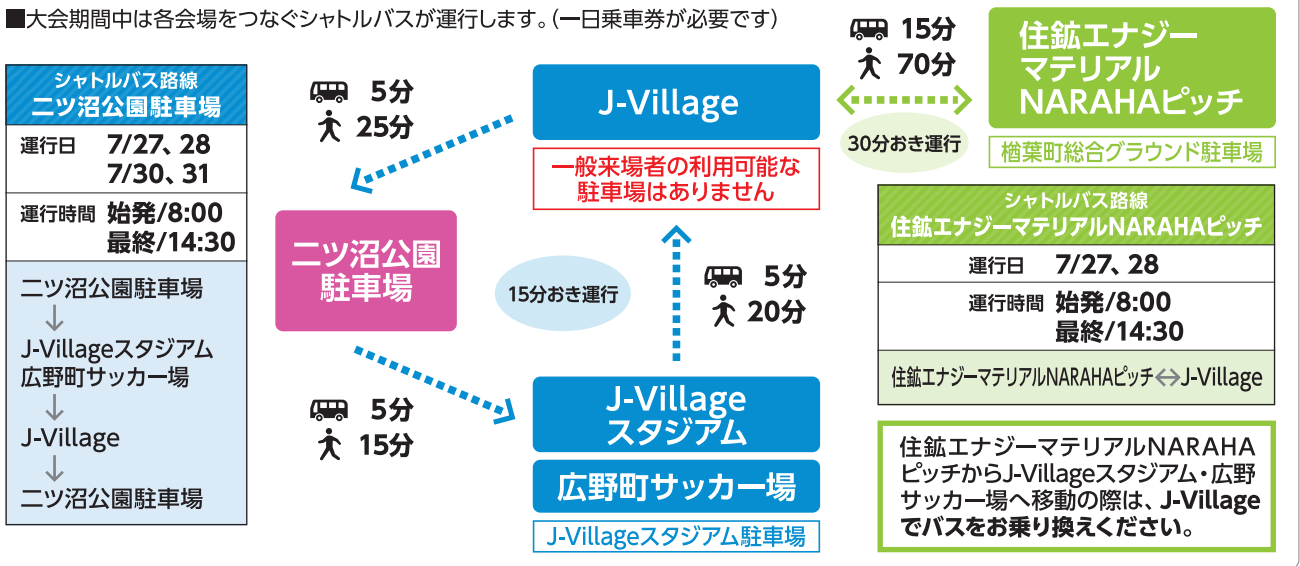 ■大会期間中は各会場をつなぐシャトルバスが運行します。（一日乗車券が必要です）
シャトルバス路線
二ツ沼公園駐車場
運行日 7/27、28
7/30、31
運行時間 始発/8:00
最終/14:30
二ツ沼公園駐車場
↓
J-Villageスタジアム
広野町サッカー場
↓
J-Village
↓
二ツ沼公園駐車場
5分
25分
二ツ沼公園
駐車場
5分
15分
15分おき運行
J-Village
一般来場者の利用可能な
駐車場はありません
5分
20分
J-Village
スタジアム
広野町サッカー場
J-Villageスタジアム駐車場
15分
70分
30分おき運行
住鉱エナジー
マテリアル
NARAHAピッチ
楢葉町総合グラウンド駐車場
シャトルバス路線
住鉱エナジーマテリアルNARAHAピッチ
運行日 7/27、28
運行時間 始発/8:00
最終/14:30
住鉱エナジーマテリアルNARAHAピッチ↔J-Village
住鉱エナジーマテリアルNARAHA
ピッチからJ-Villageスタジアム・広野
サッカー場へ移動の際は、J-Village
でバスをお乗り換えください。